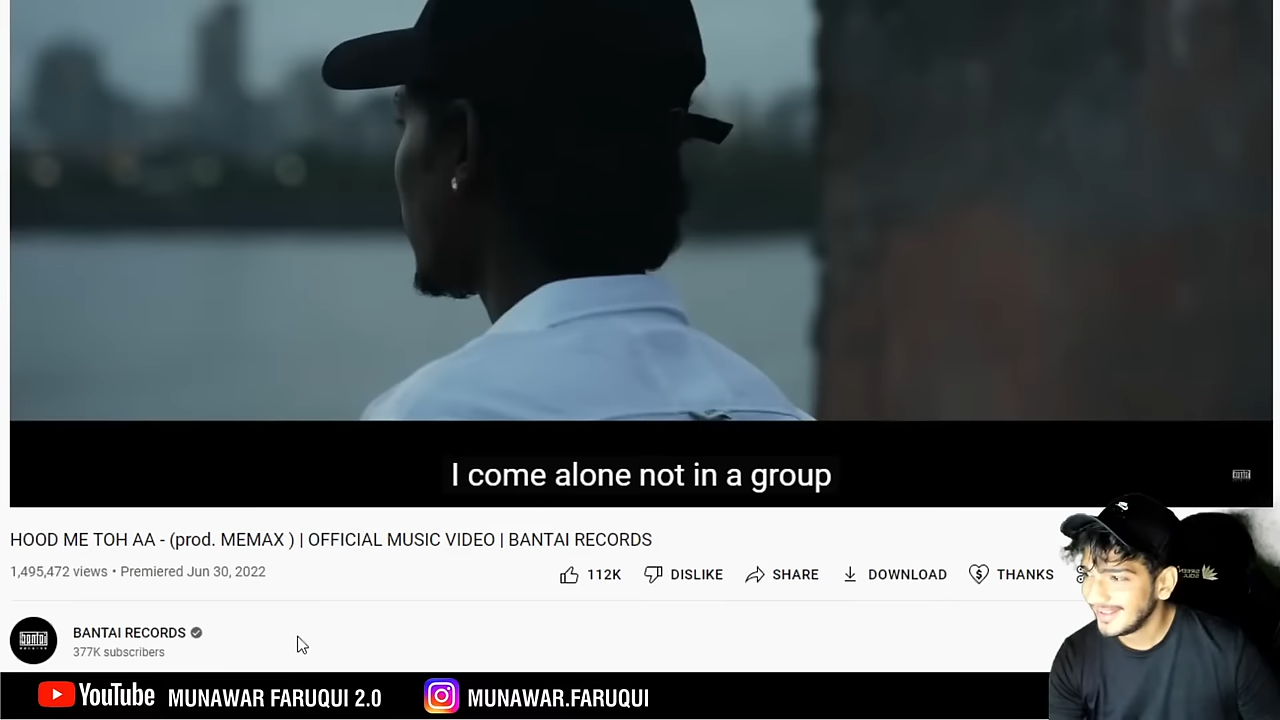 I come alone not in a group
HOOD ME TOH AA - (prod. MEMAX ) | OFFICIAL MUSIC VIDEO | BANTAI RECORDS
1,495,472 views • Premiered Jun 30, 2022
112K DISLIKE SHARE DOWNLOAD THANKS
BANTAI RECORDS
377K subscribers
YouTube MUNAWAR FARUQUI 2.0 MUNAWAR.FARUQUI